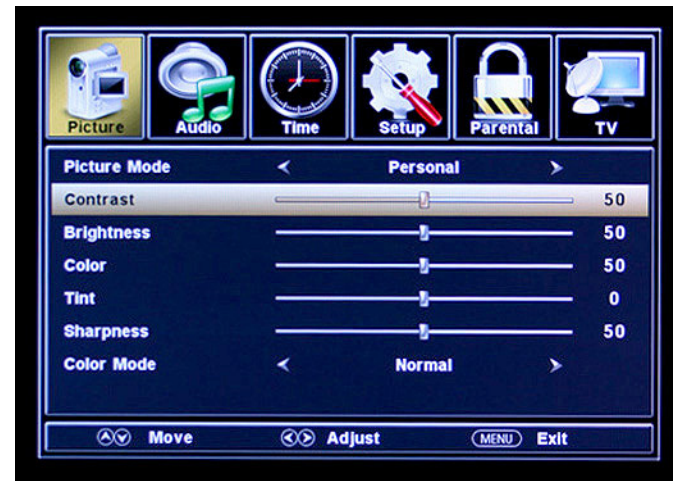 Picture Audio Time Setup Parental TV
Picture Mode Personal
Contrast 50
Brightness 50
Color 50
Tint 0
Sharpness 50
Color Mode Normal
Move Adjust MENU Exit